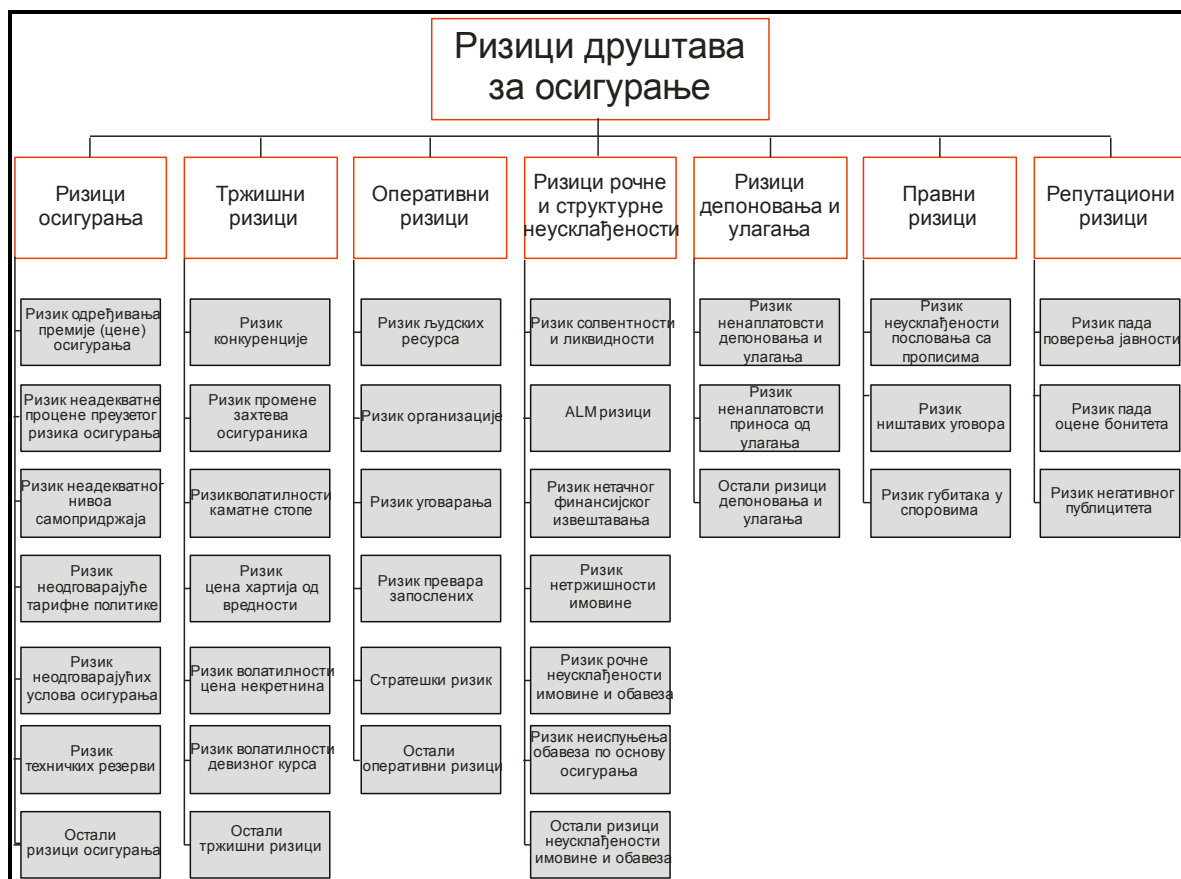 Ризици друштава
за осигурање
Ризици
осигурања
Ризик одређивања
премије (цене)
осигурања
Ризик неадекватне
процене преузетог
ризика осигурања
Ризик неадекватног
нивоа
самопридржаја
Ризик
неодговарајуће
тарифне политике
Ризик
неодговарајућих
услова осигурања
Ризик
техничких резерви
Остали
ризици осигурања
Тржишни
ризици
Ризик
конкуренције
Ризик промене
захтева
осигураника
Ризикволатилности
каматне стопе
Ризик
цена хартија од
вредности
Ризик волатилности
цена некретнина
Ризик волатилности
девизног курса
Остали
тржишни ризици
Оперативни
ризици
Ризик људских
ресурса
Ризик организације
Ризик уговарања
Ризик превара
запослених
Стратешки ризик
Остали
оперативни ризици
Ризици рочне
и структурне
неусклађености
Ризик солвентности
и ликвидности
ALM ризици
Ризик нетачног
финансијског
извештавања
Ризик
нетржишности
имовине
Ризик рочне
неусклађености
имовине и обавеза
Ризик неиспуњења
обавеза по основу
осигурања
Остали ризици
неусклађености
имовине и обавеза
Ризици
депоновања и
улагања
Ризик
ненаплатовсти
депоновања и
улагања
Ризик
ненаплатовсти
приноса од
улагања
Остали ризици
депоновања и
улагања
Правни
ризици
Ризик
неусклађености
пословања са
прописима
Ризик
ништавих уговора
Ризик губитака у
споровима
Репутациони
ризици
Ризик пада
поверења јавности
Ризик пада
оцене бонитета
Ризик негативног
публицитета